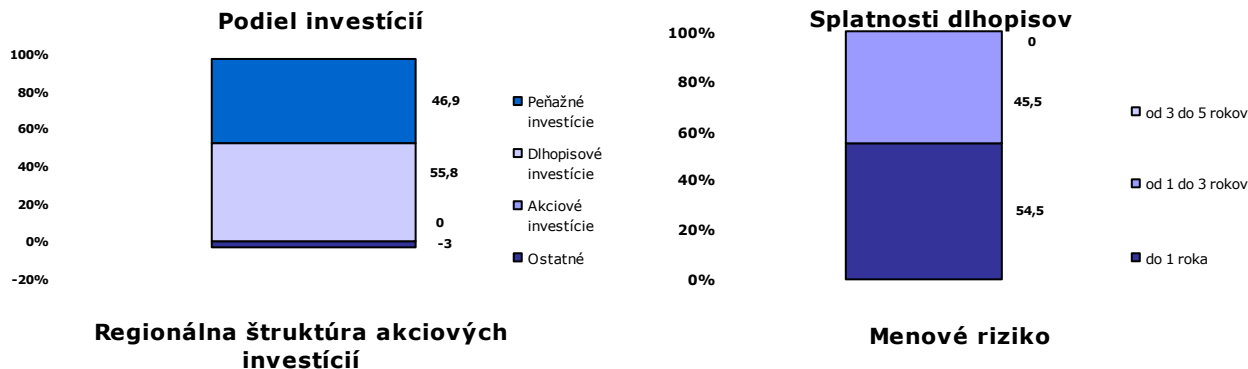 Podiel investícií
100%
80%
60%
40%
20%
0%
-20%
46,9
55,8
0
-3
Peňažné
investície
Dlhopisové
investície
Akciové
investície
Ostatné
Splatnosti dlhopisov
100%
80%
60%
40%
20%
0%
0
45,5
54,5
od 3 do 5 rokov
od 1 do 3 rokov
do 1 roka
Regionálna štruktúra akciových
investícií
Menové riziko